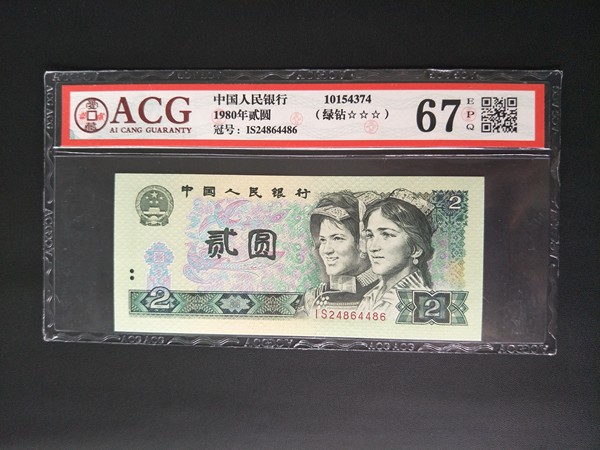 ACG
AI CANG GUARANTY
中国人民银行
1980年贰圆
冠号：IS24864486
10154374
（绿钻☆☆☆）
67
E
P
Q
中国人民银行
贰圆
2
2
2
IS24864486